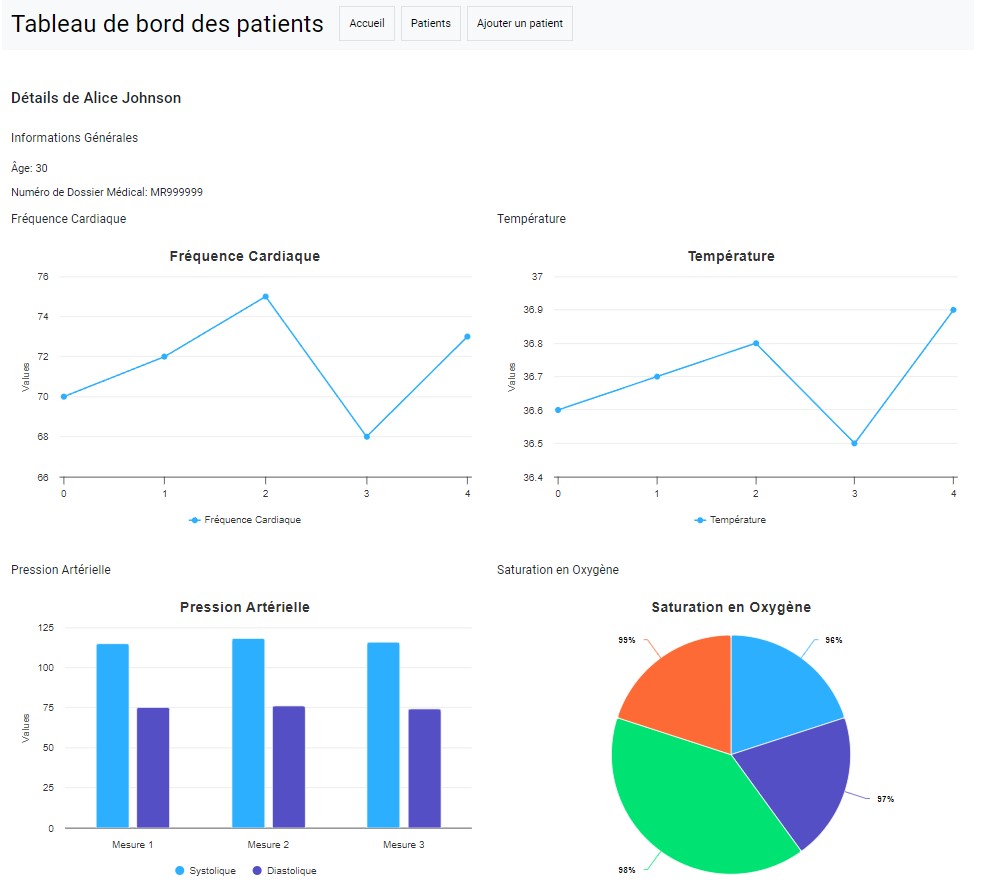 Tableau de bord des patients
Accueil
Patients
Ajouter un patient
Détails de Alice Johnson
Informations Générales
Âge: 30
Numéro de Dossier Médical: MR999999
Fréquence Cardiaque
Fréquence Cardiaque
Values
76
74
72
70
68
66
0 1 2 3 4
Fréquence Cardiaque
Température
Température
Values
37
36.9
36.8
36.7
36.6
36.5
36.4
0 1 2 3 4
Température
Pression Artérielle
Pression Artérielle
Values
125
100
75
50
25
0
Mesure 1 Mesure 2 Mesure 3
Systolique Diastolique
Saturation en Oxygène
Saturation en Oxygène
99%
96%
97%
98%